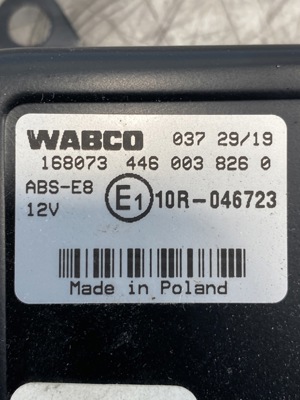 WABCO 037 29/19
168073 446 003 826 0
ABS-E8
12V
E1 10R-046723
Made in Poland